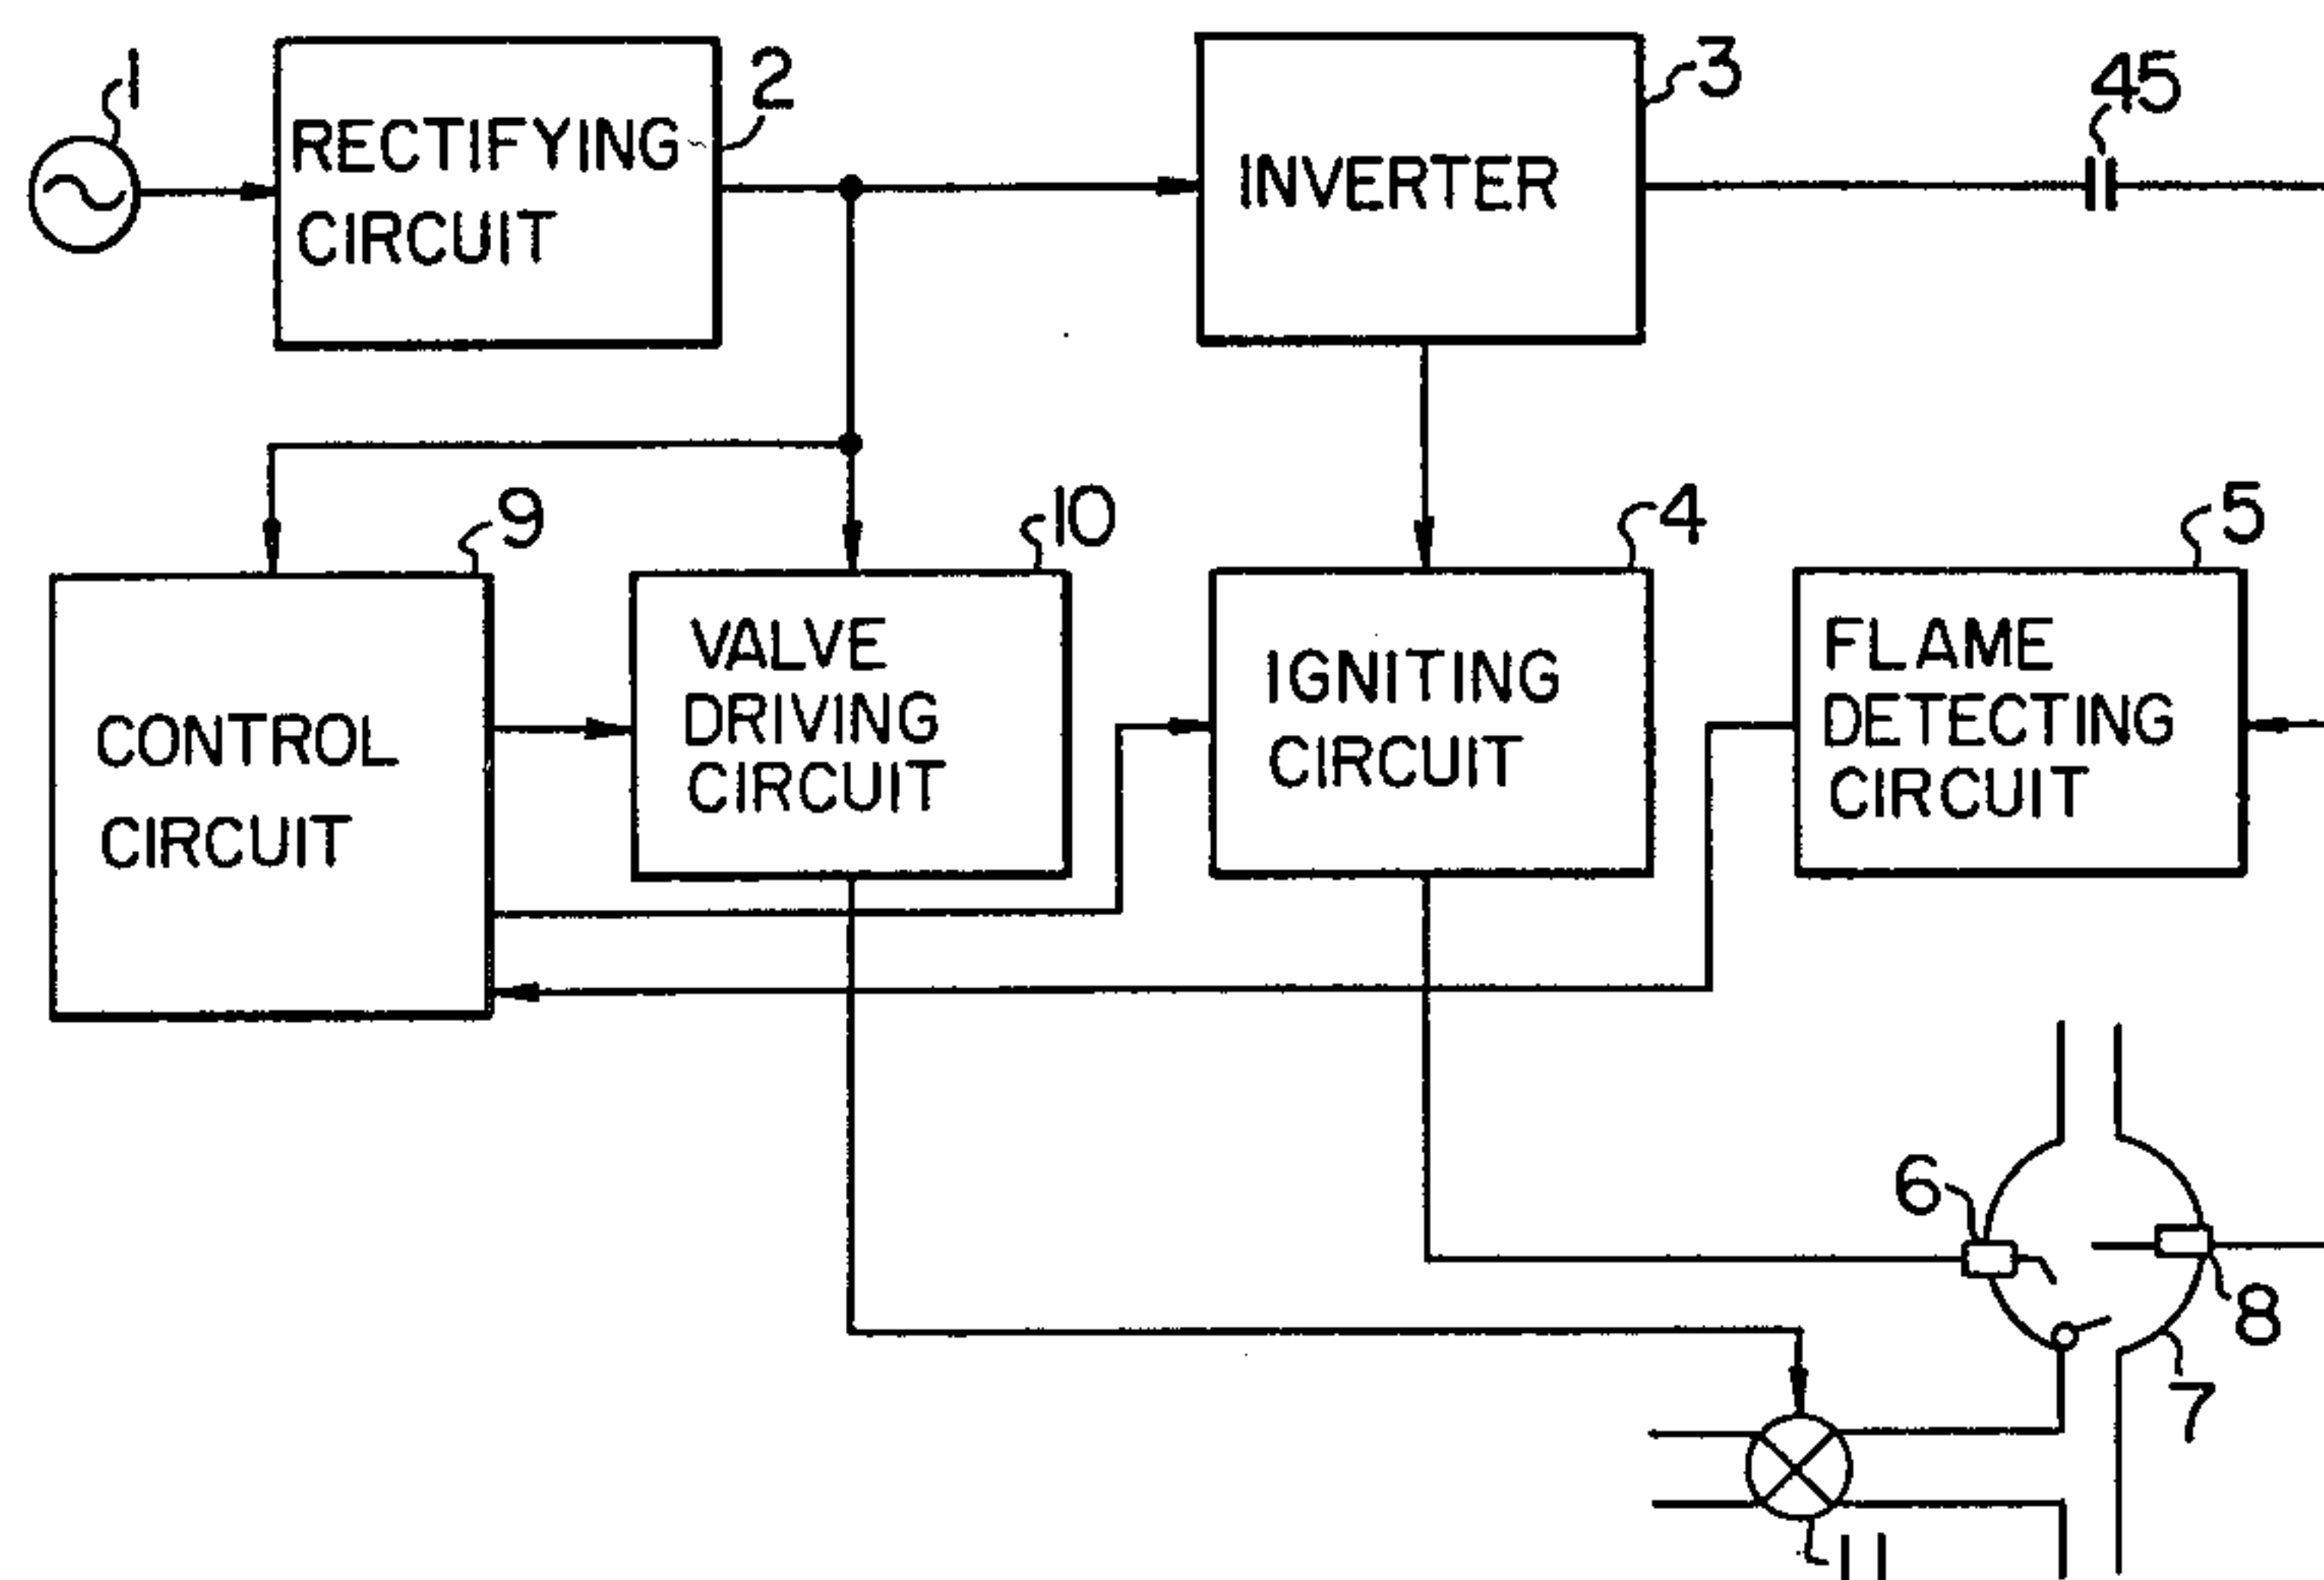 1
RECTIFYING
CIRCUIT
2
INVERTER
3
45
9
CONTROL
CIRCUIT
10
VALVE
DRIVING
CIRCUIT
4
IGNITING
CIRCUIT
5
FLAME
DETECTING
CIRCUIT
6
8
7
11